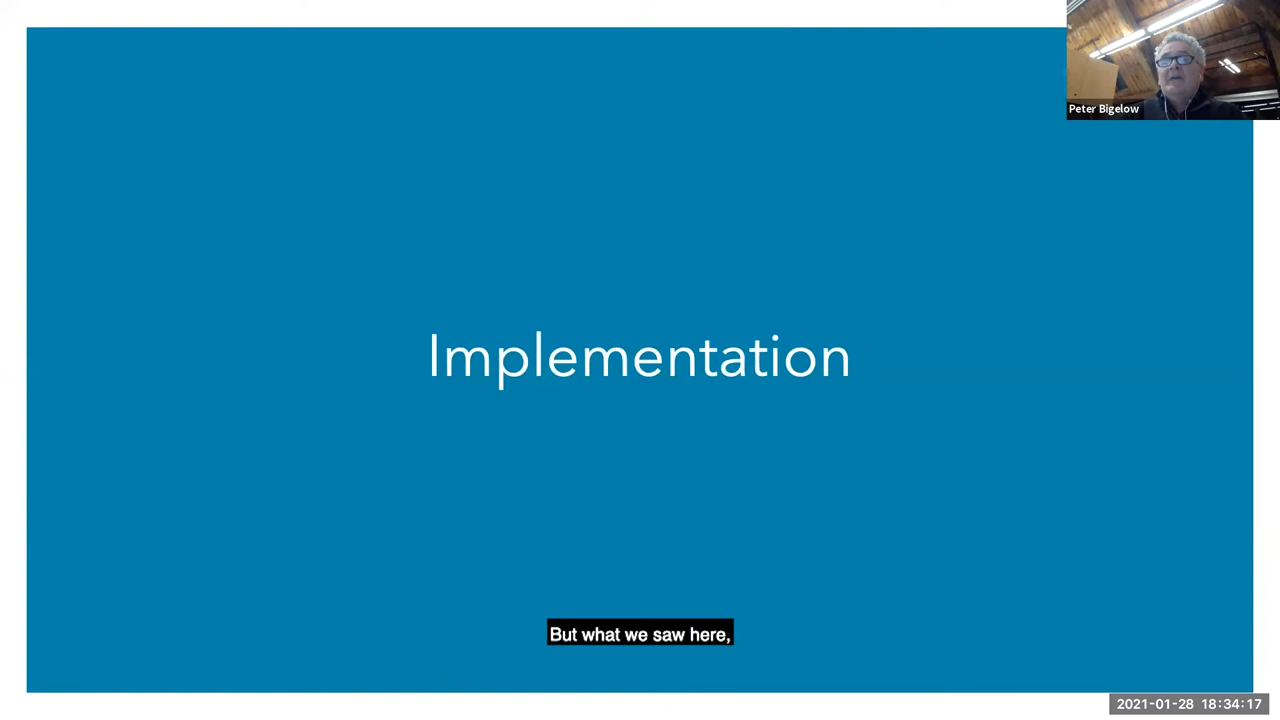 Peter Bigelow
Implementation
But what we saw here,
2021-01-28 18:34:17